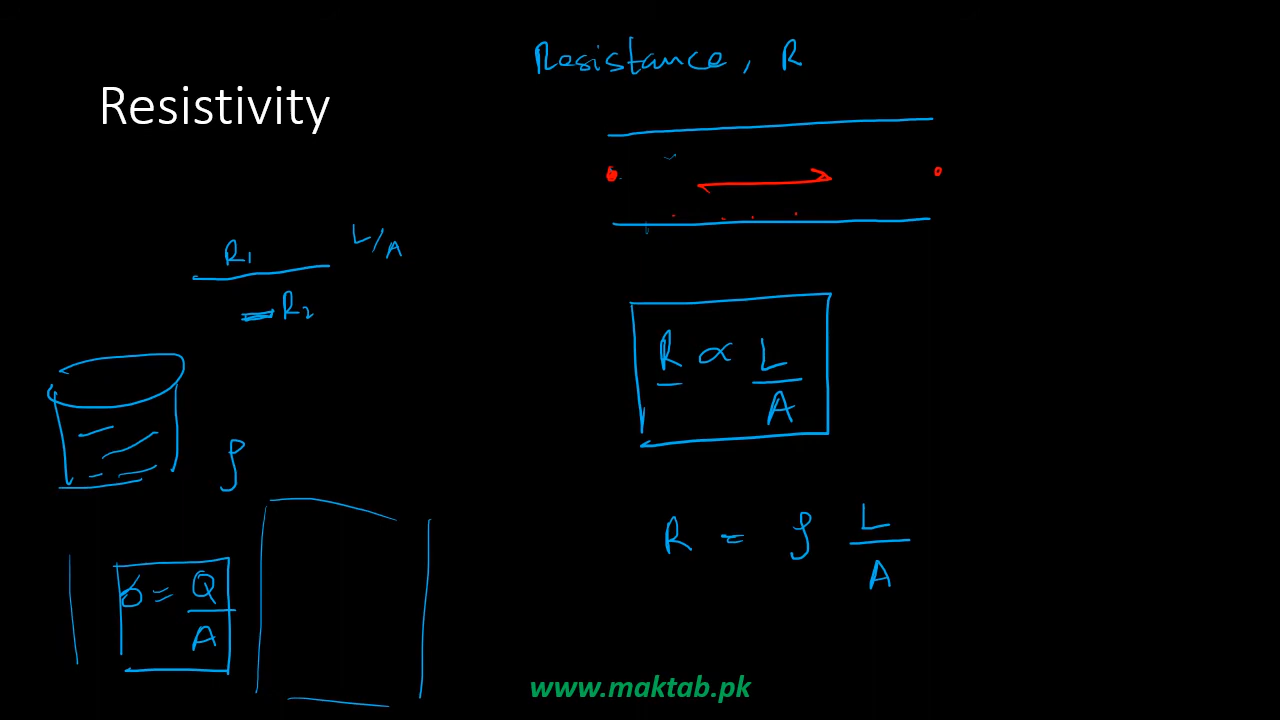 Resistivity
Resistance, R
R1
R2
L/A
R ∝ L/A
ρ
R = ρ L/A
σ = Q/A
www.maktab.pk